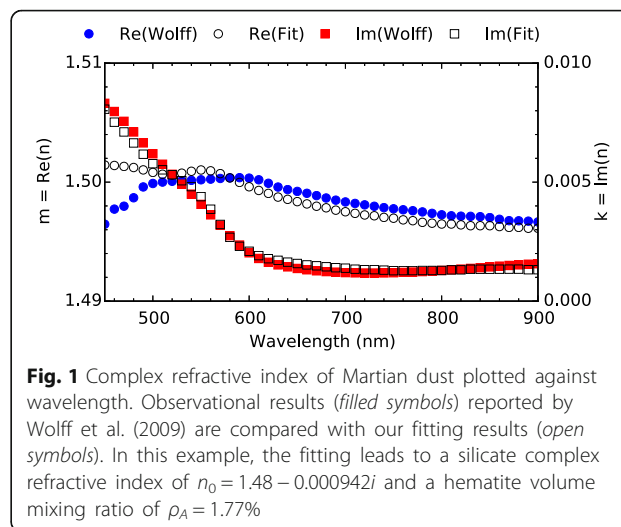 Re(Wolff) Re(Fit) Im(Wolff) Im(Fit)
1.51
1.50
1.49
m = Re(n)
0.010
0.005
0.000
k = Im(n)
500 600 700 800 900
Wavelength (nm)
Fig. 1 Complex refractive index of Martian dust plotted against
wavelength. Observational results (filled symbols) reported by
Wolff et al. (2009) are compared with our fitting results (open
symbols). In this example, the fitting leads to a silicate complex
refractive index of n₀ = 1.48 − 0.000942i and a hematite volume
mixing ratio of ρ_A = 1.77%